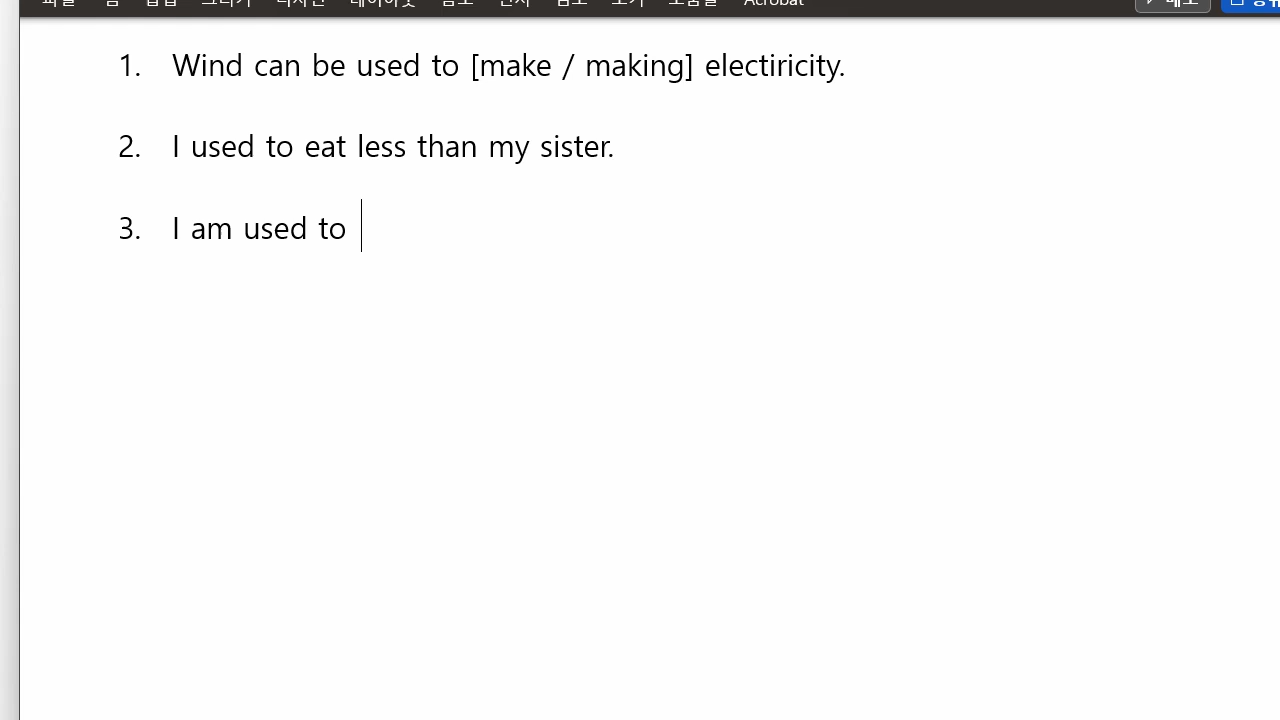 Acrobat
1. Wind can be used to [make / making] electiricity.
2. I used to eat less than my sister.
3. I am used to